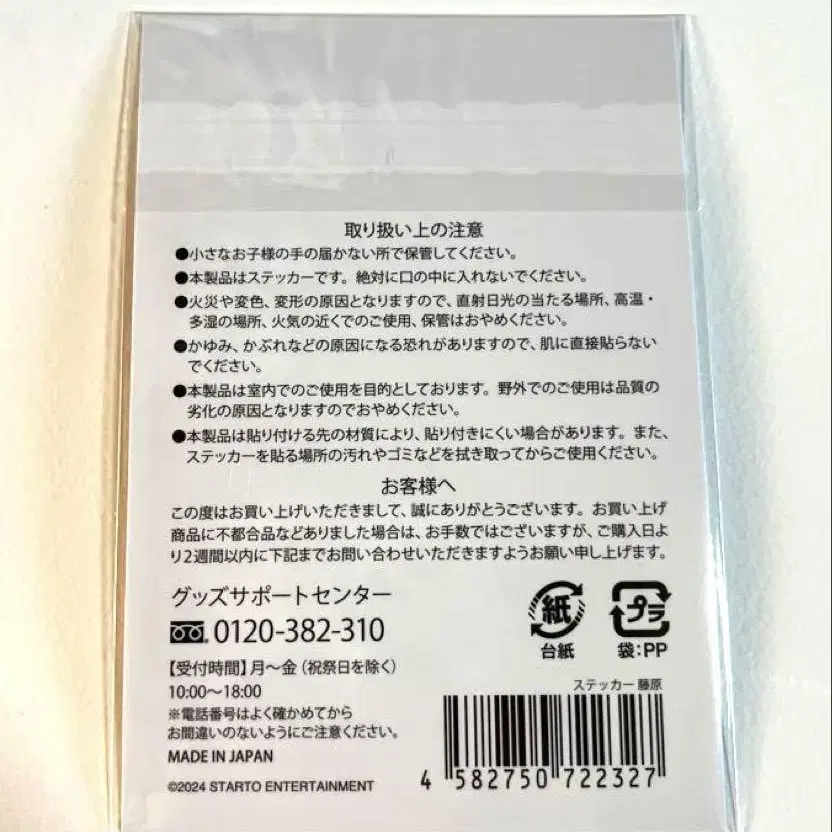 取り扱い上の注意
●小さなお子様の手の届かない所で保管してください。
●本製品はステッカーです。絶対に口の中に入れないでください。
●火災や変色、変形の原因となりますので、直射日光の当たる場所、高温・
多湿の場所、火気の近くでのご使用、保管はおやめください。
●かゆみ、かぶれなどの原因になる恐れがありますので、肌に直接貼らない
でください。
●本製品は室内でのご使用を目的としております。野外でのご使用は品質の
劣化の原因となりますのでおやめください。
●本製品は貼り付ける先の材質により、貼り付きにくい場合があります。また、
ステッカーを貼る場所の汚れやゴミなどを拭き取ってからご使用ください。
お客様へ
この度はお買い上げいただきまして、誠にありがとうございます。お買い上げ
商品に不都合品などありました場合は、お手数ではございますが、ご購入日よ
り2週間以内に下記までお問い合わせいただきますようお願い申し上げます。
グッズサポートセンター
0120-382-310
【受付時間】月〜金（祝祭日を除く）
10:00〜18:00
※電話番号はよく確かめてから
お間違いのないようにご注意ください。
MADE IN JAPAN
©2024 STARTO ENTERTAINMENT
紙
台紙
プラ
袋:PP
ステッカー 藤原
4 582750 722327